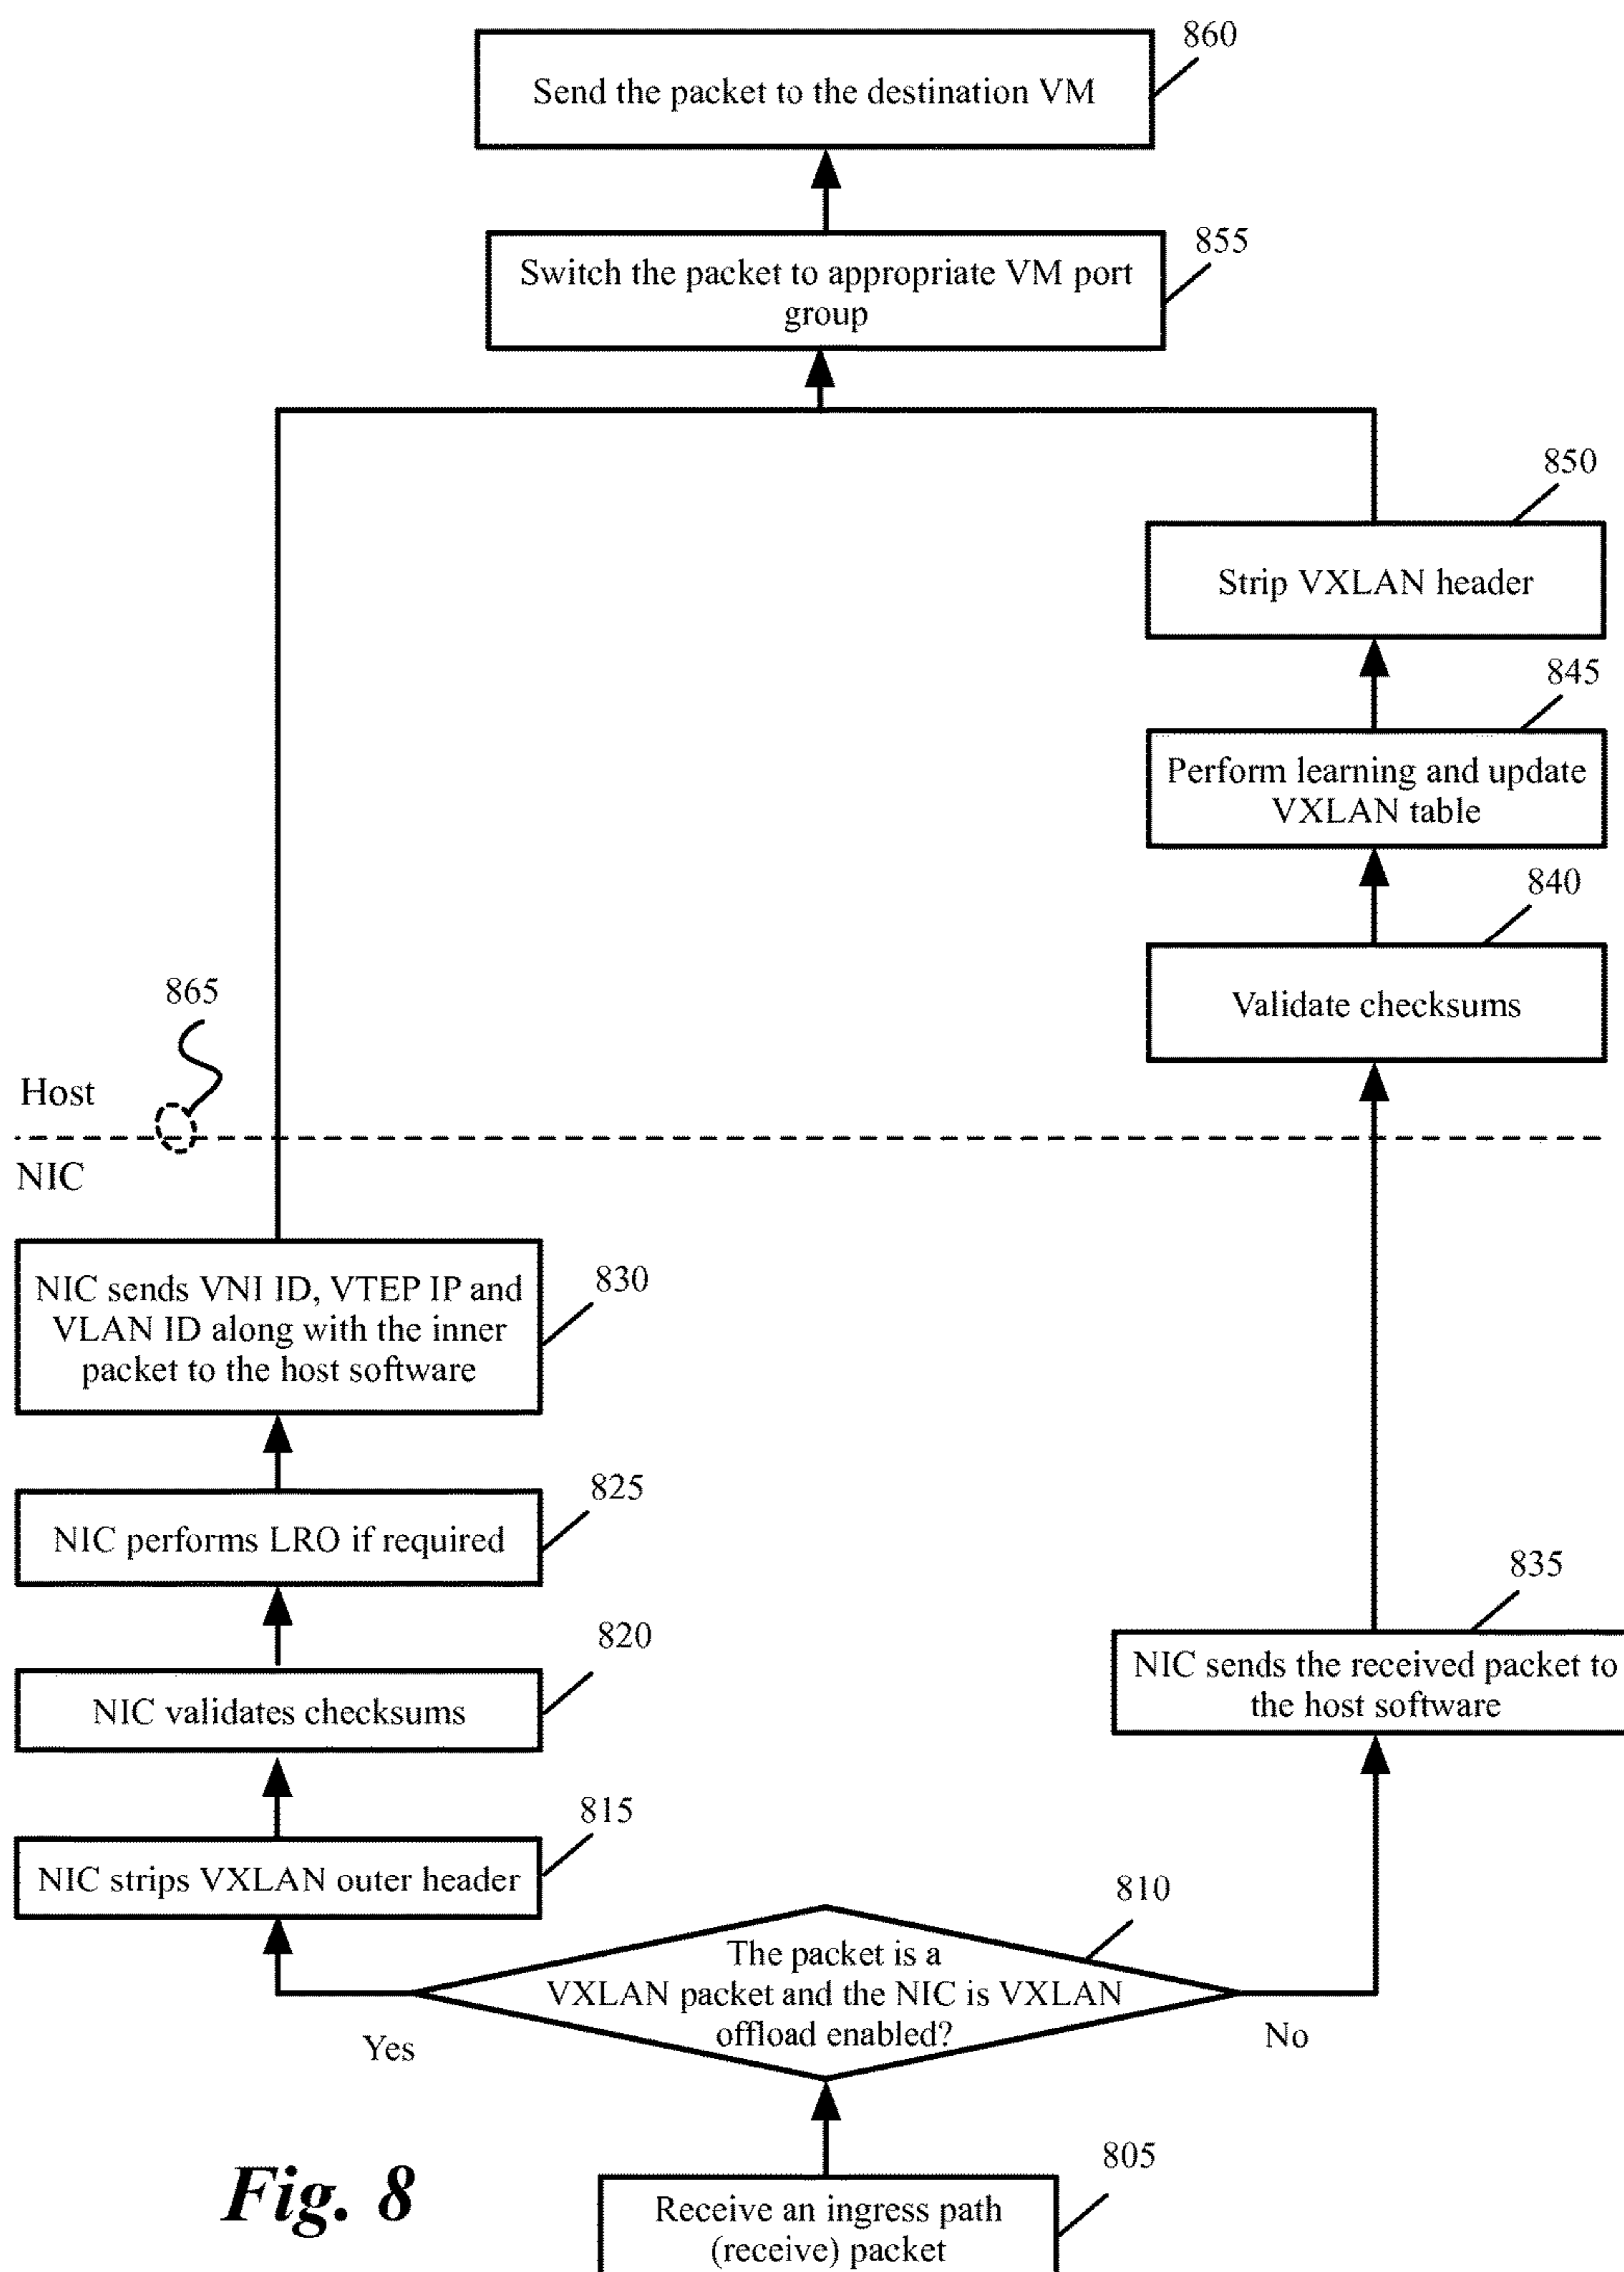 860
Send the packet to the destination VM
855
Switch the packet to appropriate VM port
group
850
Strip VXLAN header
845
Perform learning and update
VXLAN table
840
Validate checksums
865
Host
NIC
830
NIC sends VNI ID, VTEP IP and
VLAN ID along with the inner
packet to the host software
825
NIC performs LRO if required
835
NIC sends the received packet to
the host software
820
NIC validates checksums
815
NIC strips VXLAN outer header
810
The packet is a
VXLAN packet and the NIC is VXLAN
offload enabled?
Yes
No
805
Receive an ingress path
(receive) packet
Fig. 8